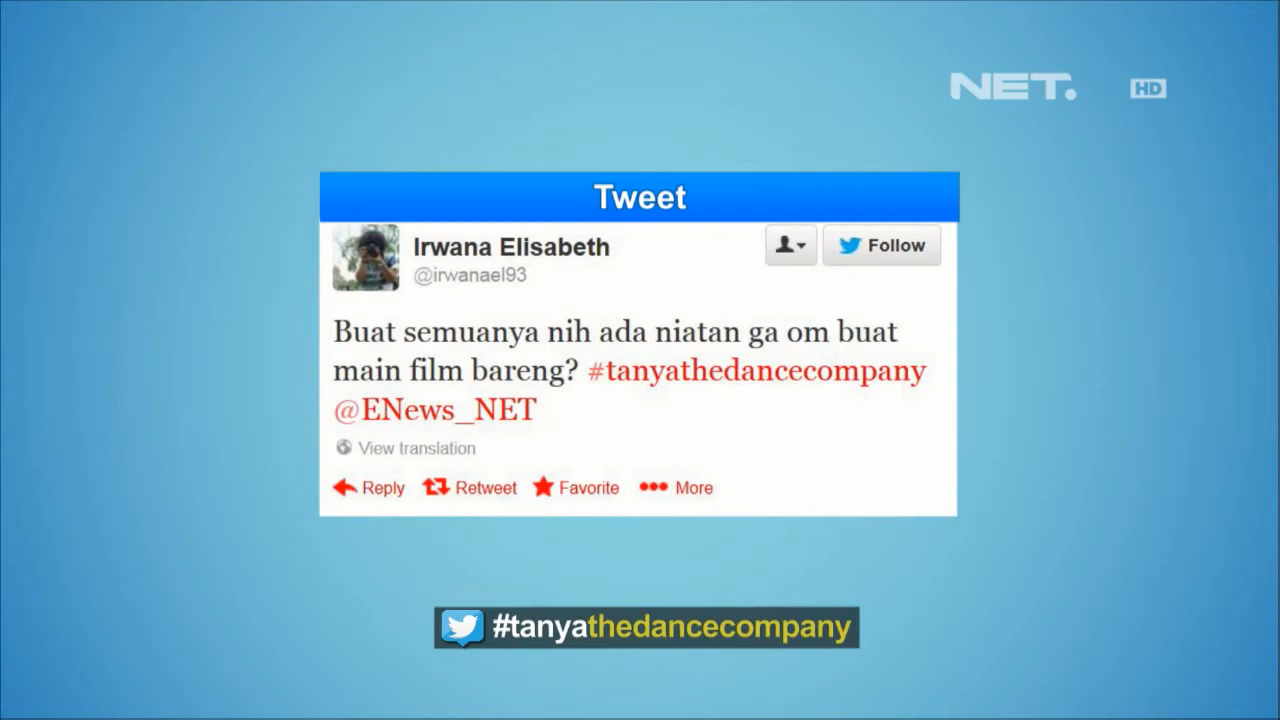 NET. HD
Tweet
Irwana Elisabeth
Follow
@irwanael93
Buat semuanya nih ada niatan ga om buat
main film bareng? #tanyathedancecompany
@ENews_NET
View translation
Reply Retweet Favorite More
#tanyathedancecompany